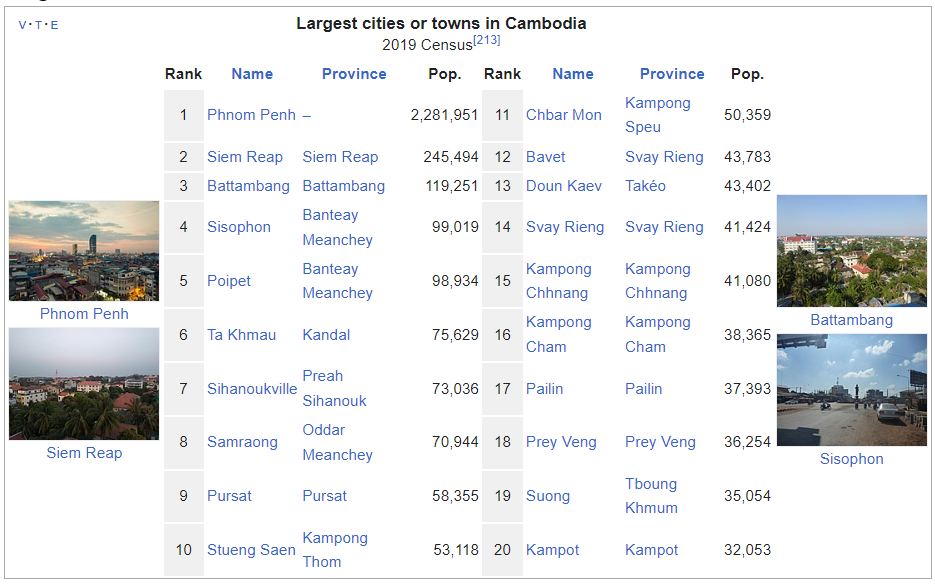 V · T · E
Largest cities or towns in Cambodia
2019 Census[213]
Rank Name Province Pop. Rank Name Province Pop.
1 Phnom Penh – 2,281,951 11 Chbar Mon Kampong Speu 50,359
2 Siem Reap Siem Reap 245,494 12 Bavet Svay Rieng 43,783
3 Battambang Battambang 119,251 13 Doun Kaev Takéo 43,402
4 Sisophon Banteay Meanchey 99,019 14 Svay Rieng Svay Rieng 41,424
5 Poipet Banteay Meanchey 98,934 15 Kampong Chhnang Kampong Chhnang 41,080
6 Ta Khmau Kandal 75,629 16 Kampong Cham Kampong Cham 38,365
7 Sihanoukville Preah Sihanouk 73,036 17 Pailin Pailin 37,393
8 Samraong Oddar Meanchey 70,944 18 Prey Veng Prey Veng 36,254
9 Pursat Pursat 58,355 19 Suong Tboung Khmum 35,054
10 Stueng Saen Kampong Thom 53,118 20 Kampot Kampot 32,053
Phnom Penh
Siem Reap
Battambang
Sisophon